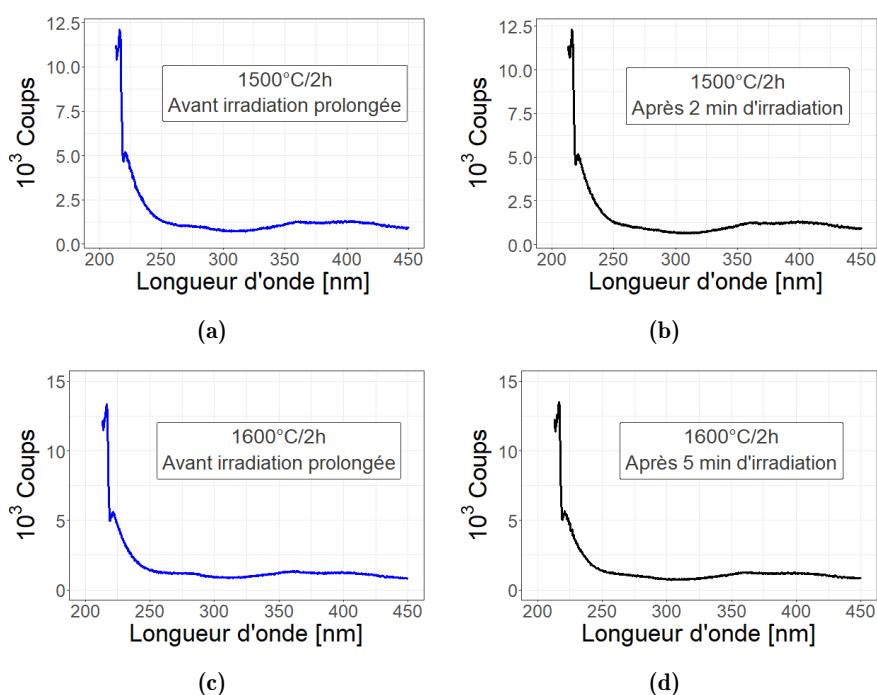 12.5
10.0
7.5
5.0
2.5
0.0
10³ Coups
1500°C/2h
Avant irradiation prolongée
200 250 300 350 400 450
Longueur d'onde [nm]
(a)
12.5
10.0
7.5
5.0
2.5
0.0
10³ Coups
1500°C/2h
Après 2 min d'irradiation
200 250 300 350 400 450
Longueur d'onde [nm]
(b)
15
10
5
0
10³ Coups
1600°C/2h
Avant irradiation prolongée
200 250 300 350 400 450
Longueur d'onde [nm]
(c)
15
10
5
0
10³ Coups
1600°C/2h
Après 5 min d'irradiation
200 250 300 350 400 450
Longueur d'onde [nm]
(d)